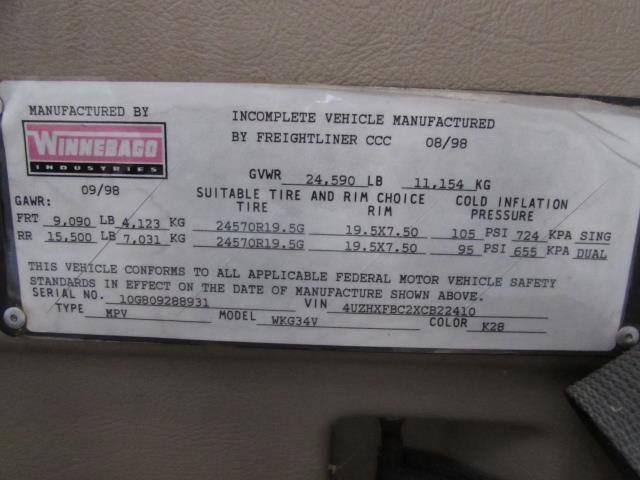 MANUFACTURED BY
INCOMPLETE VEHICLE MANUFACTURED
WINNEBAGO
INDUSTRIES
BY FREIGHTLINER CCC 08/98
GVWR 24,590 LB 11,154 KG
09/98
SUITABLE TIRE AND RIM CHOICE COLD INFLATION
GAWR: TIRE RIM PRESSURE
FRT 9,090 LB 4,123 KG 24570R19.5G 19.5X7.50 105 PSI 724 KPA SING
RR 15,500 LB 7,031 KG 24570R19.5G 19.5X7.50 95 PSI 655 KPA DUAL
THIS VEHICLE CONFORMS TO ALL APPLICABLE FEDERAL MOTOR VEHICLE SAFETY
STANDARDS IN EFFECT ON THE DATE OF MANUFACTURE SHOWN ABOVE.
SERIAL NO. 10G809288931 VIN 4UZHXFBC2XCB22410
TYPE MPV MODEL WKG34V COLOR K28